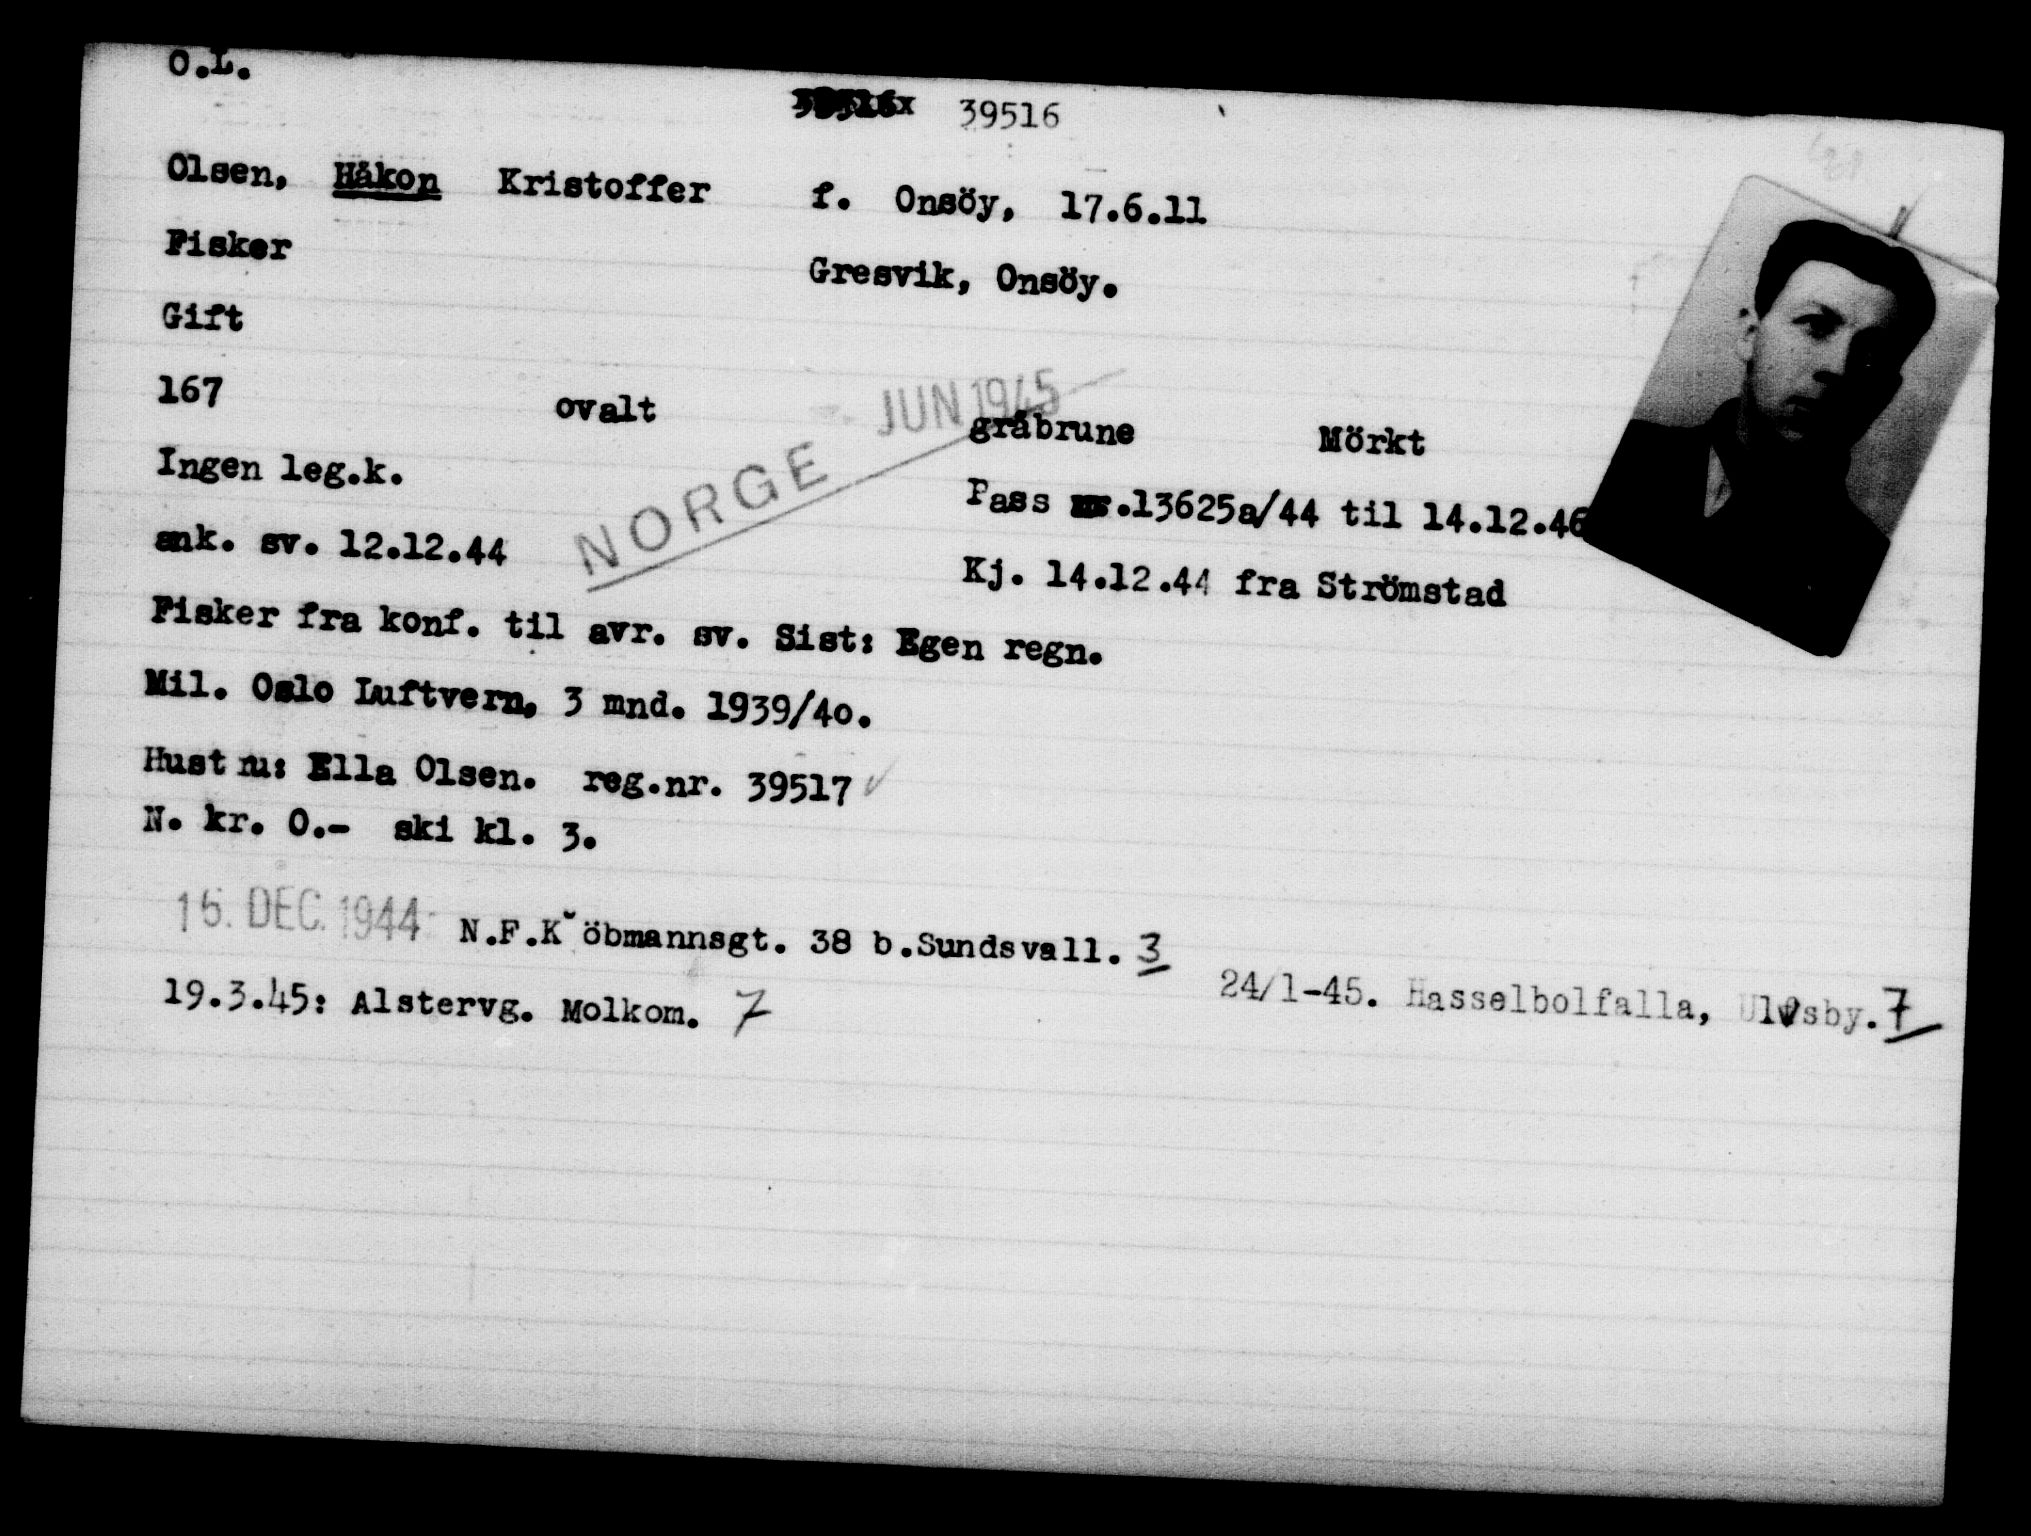 O.L.
39516
Olsen, Håkon Kristoffer f. Onsöy, 17.6.11
Fisker Gresvik, Onsöy.
Gift
167 ovalt gråbrune Mörkt
JUN 1945
NORGE
Ingen leg.k. Pass nr.13625a/44 til 14.12.46
ank. sv. 12.12.44 Kj. 14.12.44 fra Strömstad
Fisker fra konf. til avr. sv. Sist: Egen regn.
Mil. Oslo Luftvern, 3 mnd. 1939/40.
Hustru: Ella Olsen. reg.nr. 39517 ✓
N. kr. 0.- ski kl. 3.
15. DEC. 1944 N.F.Köbmannsgt. 38 b.Sundsvall. 3
24/1-45. Hasselbolfalla, Ulvsby. 7
19.3.45: Alstervg. Molkom. 7